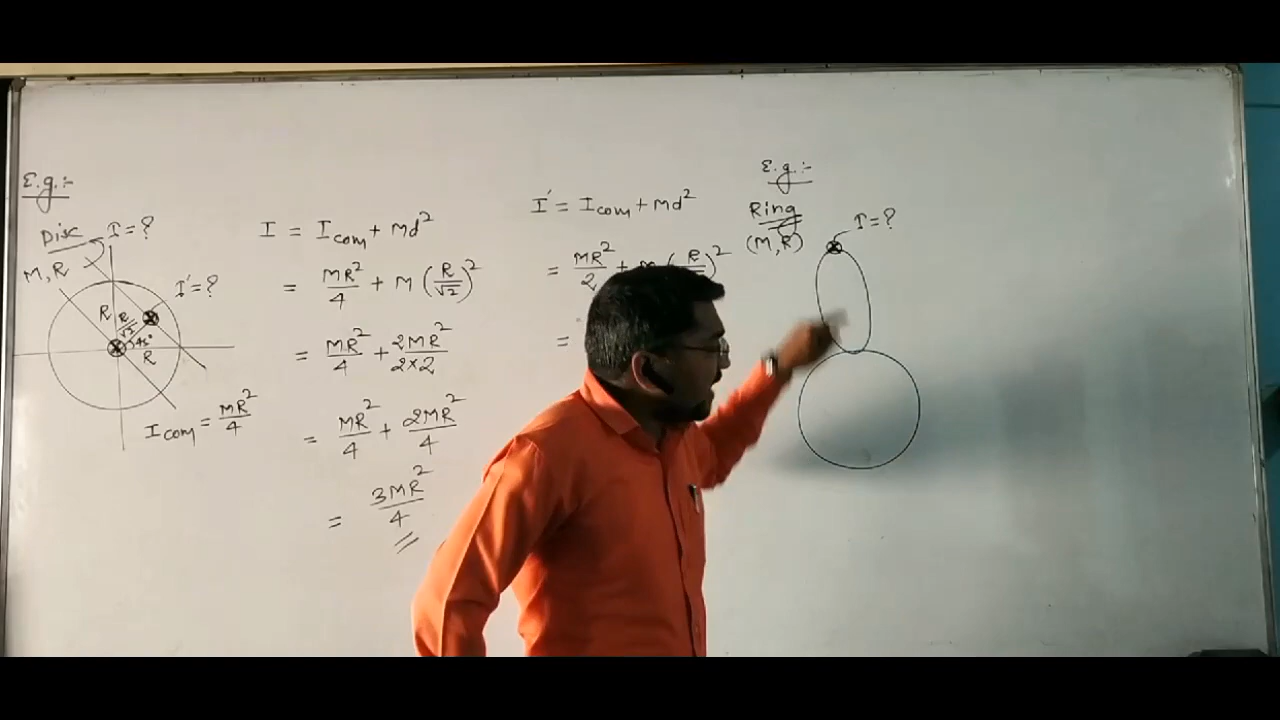 E.g.:-
Disc
M, R
I = ?
I' = ?
R
R/√2
45°
R
I_COM = MR²/4
I = I_COM + md²
= MR²/4 + M (R/√2)²
= MR²/4 + 2MR²/2×2
= MR²/4 + 2MR²/4
= 3MR²/4
I' = I_COM + md²
= MR²/2 +
=
E.g.:-
Ring
(M, R)
I = ?